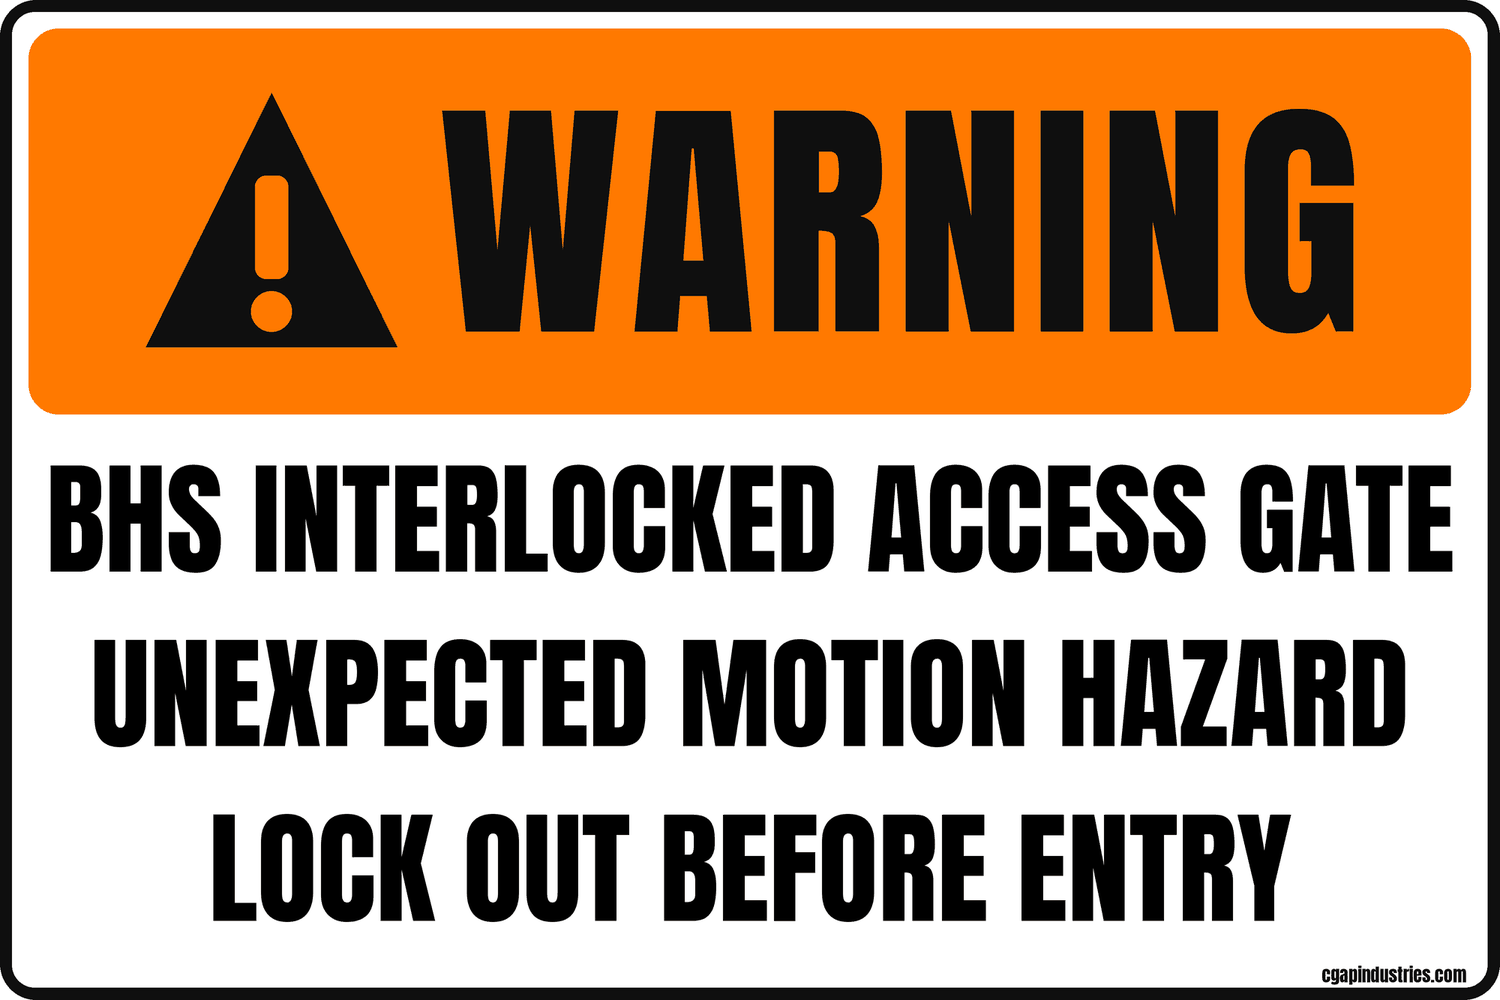 WARNING
BHS INTERLOCKED ACCESS GATE
UNEXPECTED MOTION HAZARD
LOCK OUT BEFORE ENTRY
cgapindustries.com